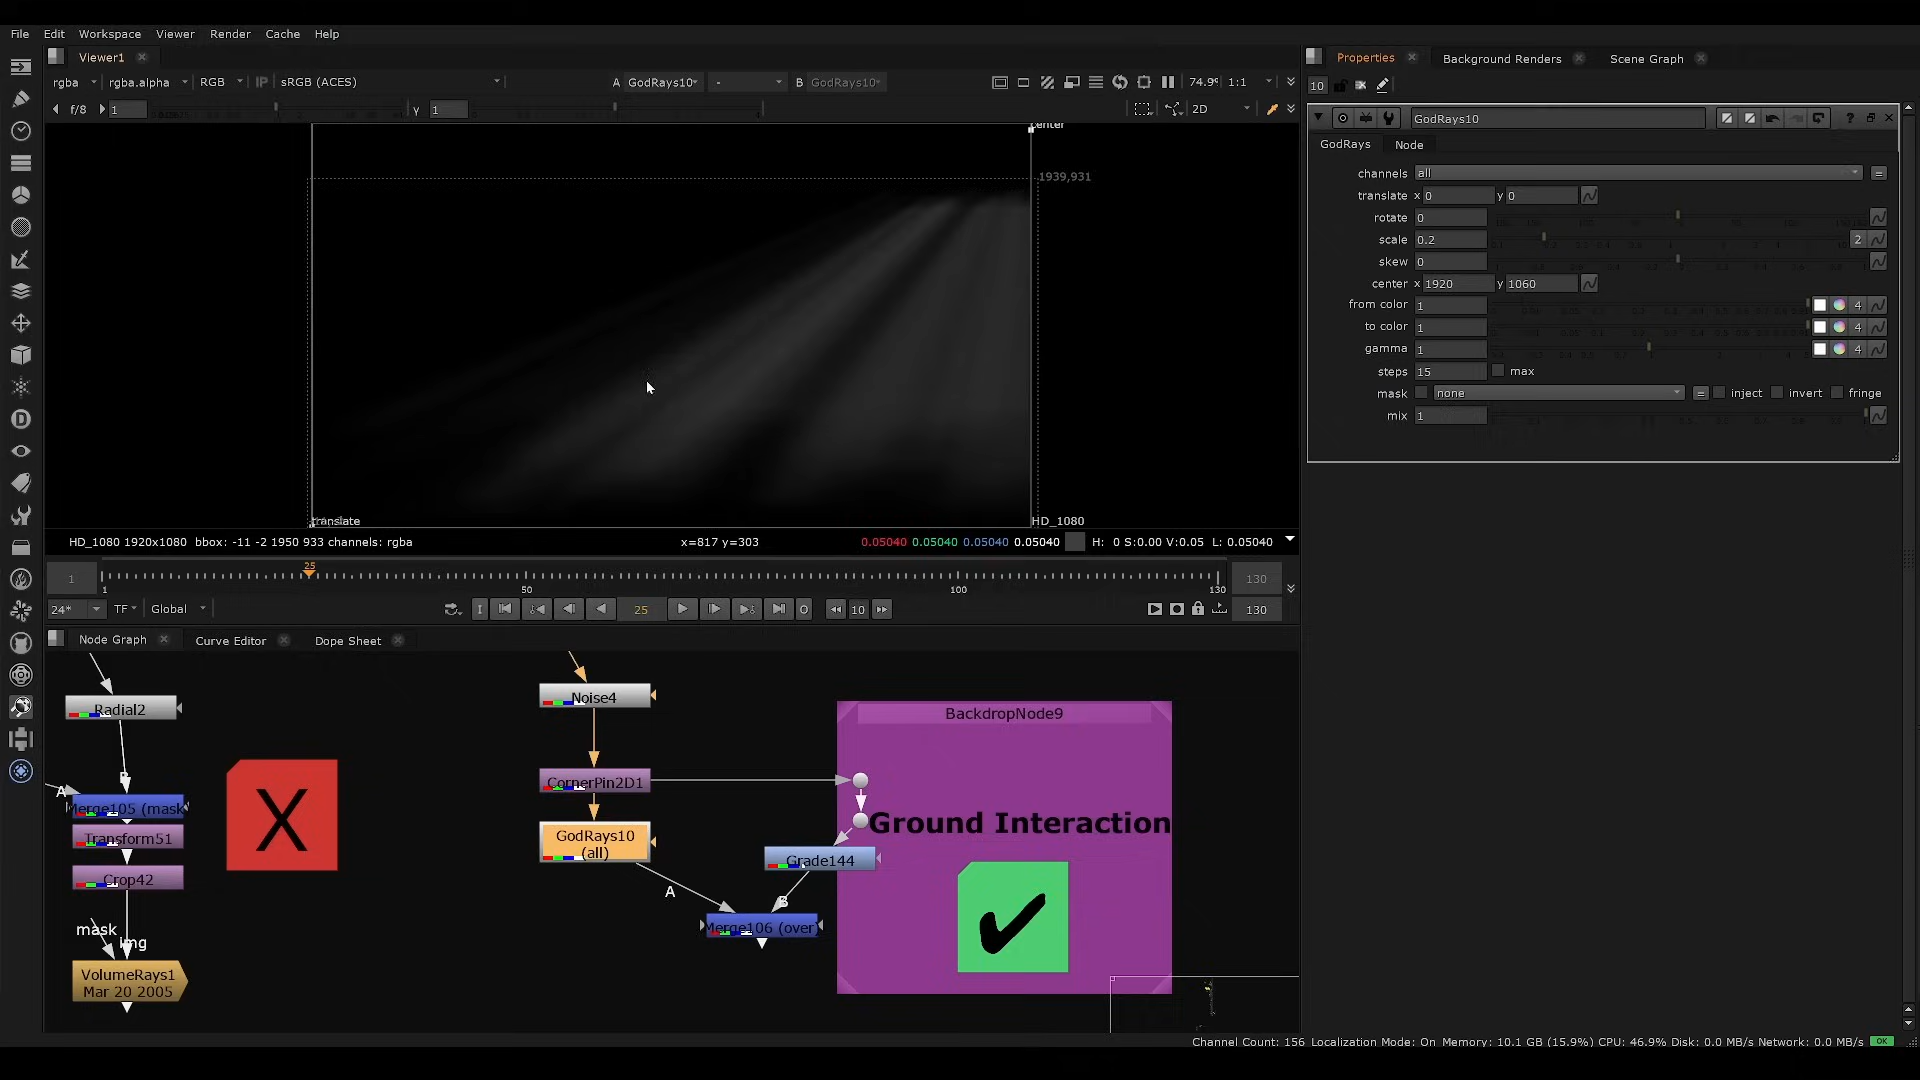 File Edit Workspace Viewer Render Cache Help
Viewer1
rgba rgba.alpha RGB IP sRGB (ACES) A GodRays10 - B GodRays10 74.9% 1:1
f/8 1 γ 1 2D
center
1939,931
translate
HD_1080
HD_1080 1920x1080 bbox: -11 -2 1950 933 channels: rgba x=817 y=303 0.05040 0.05040 0.05040 0.05040 H: 0 S:0.00 V:0.05 L: 0.05040
1 25 130
1 50 100 130
24* TF Global 25 10 130
Node Graph Curve Editor Dope Sheet
Radial2
A B
Merge105 (mask
Transform51
Crop42
mask
img
VolumeRays1
Mar 20 2005
X
Noise4
CornerPin2D1
GodRays10
(all)
A
B
Grade144
Merge106 (over)
BackdropNode9
Ground Interaction
Properties Background Renders Scene Graph
10
GodRays10
GodRays Node
channels all
translate x 0 y 0
rotate 0
scale 0.2 2
skew 0
center x 1920 y 1060
from color 1 4
to color 1 4
gamma 1 4
steps 15 max
mask none inject invert fringe
mix 1
Channel Count: 156 Localization Mode: On Memory: 10.1 GB (15.9%) CPU: 46.9% Disk: 0.0 MB/s Network: 0.0 MB/s OK